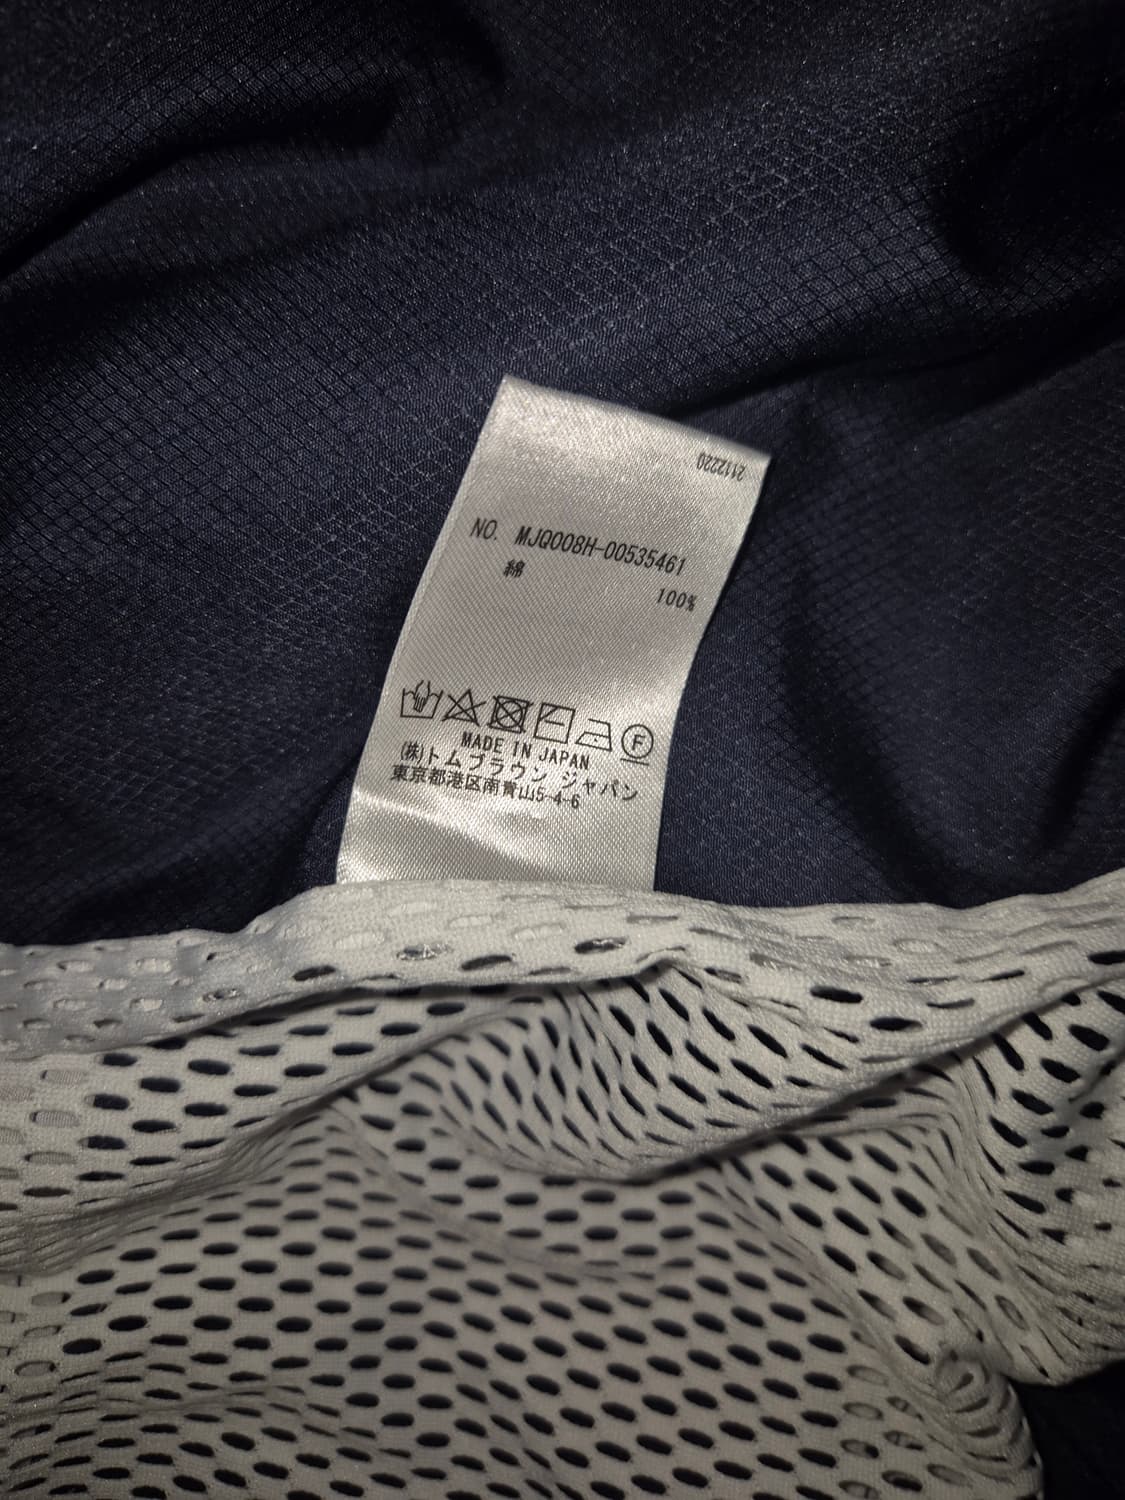 2112220
NO. MJQ008H-00535461
綿
100%
F
MADE IN JAPAN
(株)トムブラウン ジャパン
東京都港区南青山5-4-6